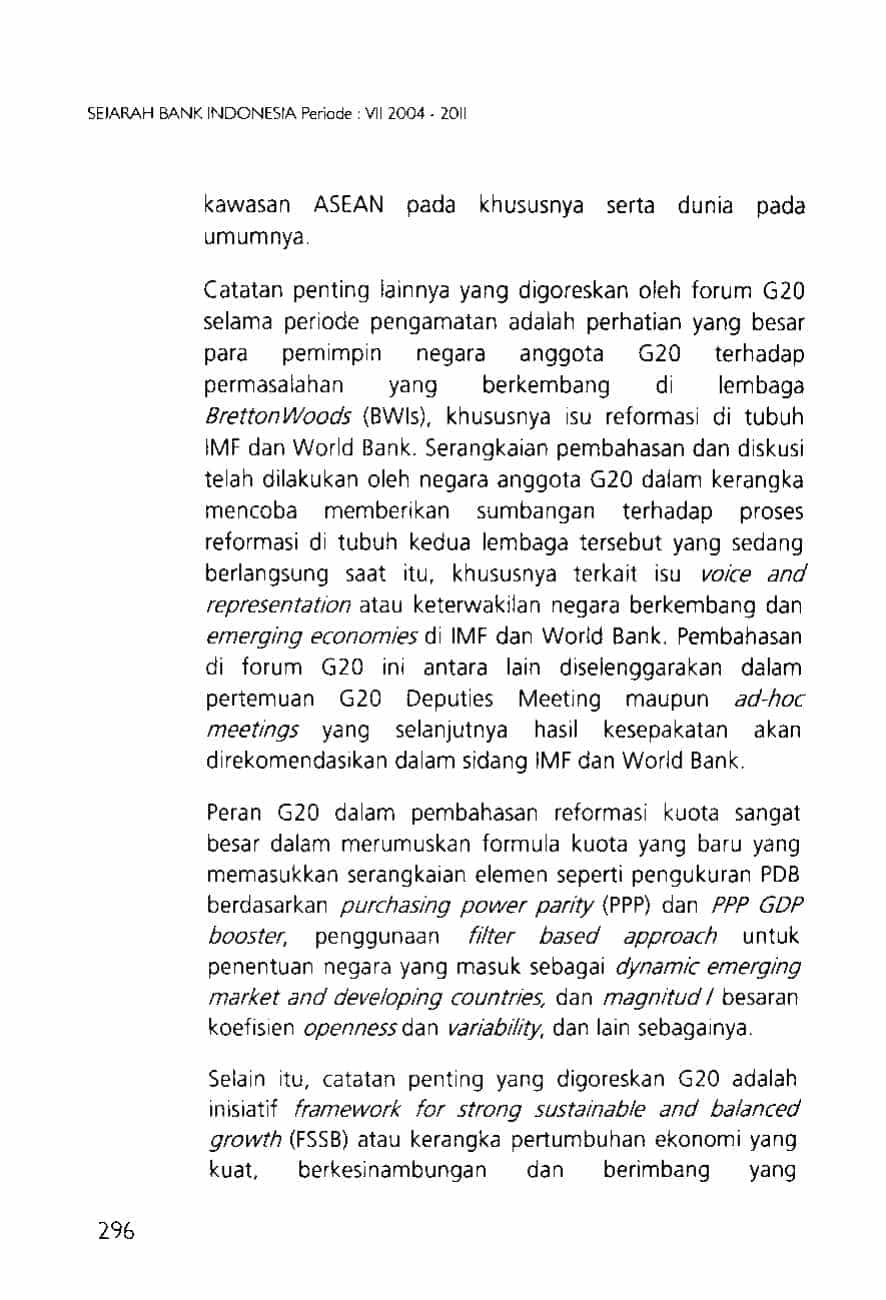 SEJARAH BANK INDONESIA Periode : VII 2004 - 2011
kawasan ASEAN pada khususnya serta dunia pada
umumnya.
Catatan penting lainnya yang digoreskan oleh forum G20
selama periode pengamatan adalah perhatian yang besar
para pemimpin negara anggota G20 terhadap
permasalahan yang berkembang di lembaga
BrettonWoods (BWIs), khususnya isu reformasi di tubuh
IMF dan World Bank. Serangkaian pembahasan dan diskusi
telah dilakukan oleh negara anggota G20 dalam kerangka
mencoba memberikan sumbangan terhadap proses
reformasi di tubuh kedua lembaga tersebut yang sedang
berlangsung saat itu, khususnya terkait isu voice and
representation atau keterwakilan negara berkembang dan
emerging economies di IMF dan World Bank. Pembahasan
di forum G20 ini antara lain diselenggarakan dalam
pertemuan G20 Deputies Meeting maupun ad-hoc
meetings yang selanjutnya hasil kesepakatan akan
direkomendasikan dalam sidang IMF dan World Bank.
Peran G20 dalam pembahasan reformasi kuota sangat
besar dalam merumuskan formula kuota yang baru yang
memasukkan serangkaian elemen seperti pengukuran PDB
berdasarkan purchasing power parity (PPP) dan PPP GDP
booster, penggunaan filter based approach untuk
penentuan negara yang masuk sebagai dynamic emerging
market and developing countries, dan magnitud / besaran
koefisien openness dan variability, dan lain sebagainya.
Selain itu, catatan penting yang digoreskan G20 adalah
inisiatif framework for strong sustainable and balanced
growth (FSSB) atau kerangka pertumbuhan ekonomi yang
kuat, berkesinambungan dan berimbang yang
296